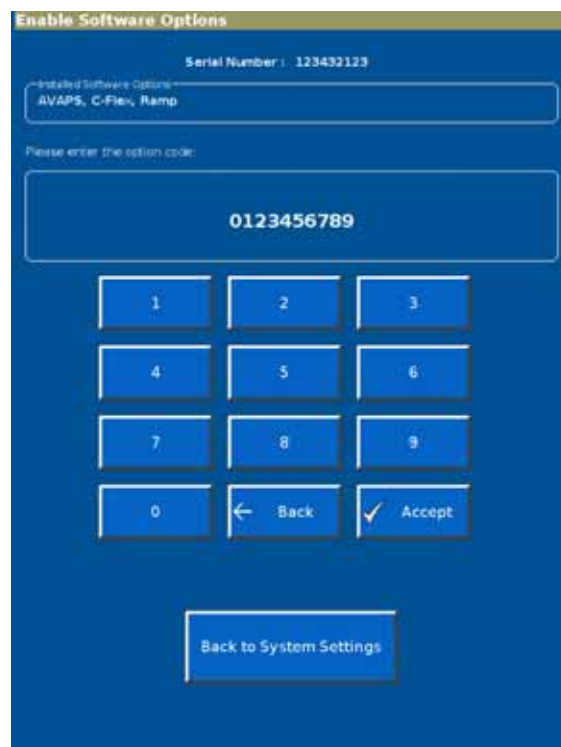 Enable Software Options
Serial Number : 123432123
Installed Software Options
AVAPS, C-Flex, Ramp
Please enter the option code:
0123456789
1 2 3
4 5 6
7 8 9
0 Back Accept
Back to System Settings